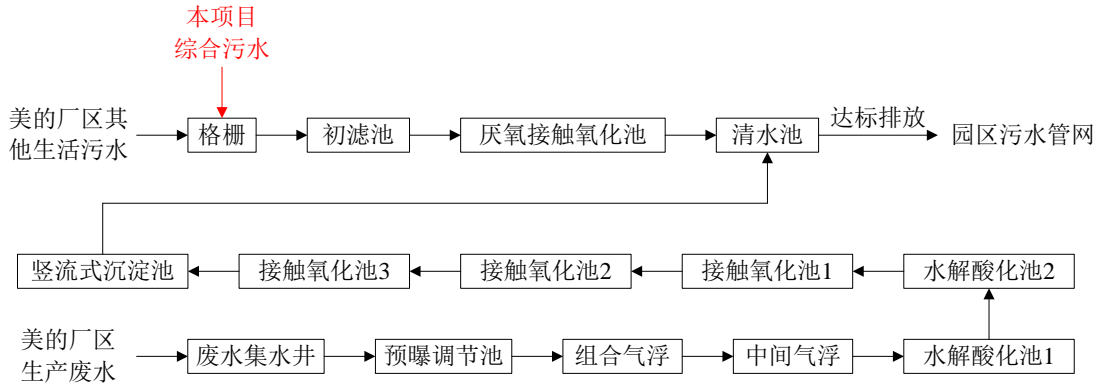 本项目
综合污水
美的厂区其
他生活污水
格栅
初滤池
厌氧接触氧化池
清水池
达标排放
园区污水管网
竖流式沉淀池
接触氧化池3
接触氧化池2
接触氧化池1
水解酸化池2
美的厂区
生产废水
废水集水井
预曝调节池
组合气浮
中间气浮
水解酸化池1